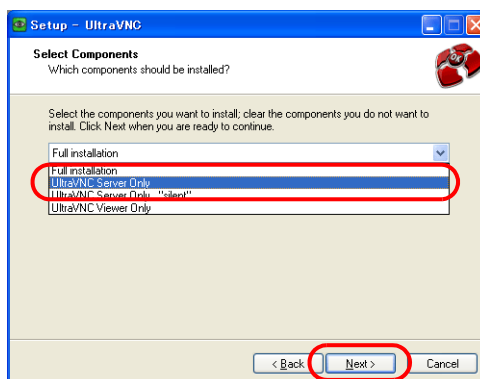 Setup - UltraVNC
Select Components
Which components should be installed?
OK
Select the components you want to install; clear the components you do not want to
install. Click Next when you are ready to continue.
Full installation
Full installation
UltraVNC Server Only
UltraVNC Server Only "silent"
UltraVNC Viewer Only
< Back
Next >
Cancel